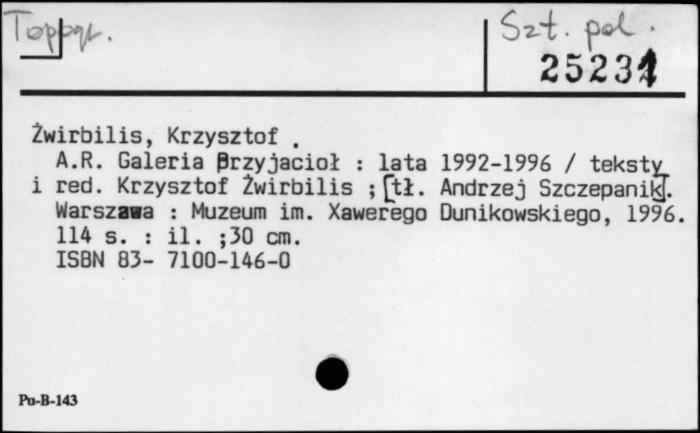 Topogr.
Szt. pol.
25231
Żwirbilis, Krzysztof .
A.R. Galeria Przyjacioł : lata 1992-1996 / teksty
i red. Krzysztof Żwirbilis ; [tł. Andrzej Szczepanik].
Warszawa : Muzeum im. Xawerego Dunikowskiego, 1996.
114 s. : il. ;30 cm.
ISBN 83- 7100-146-0
Pu-B-143